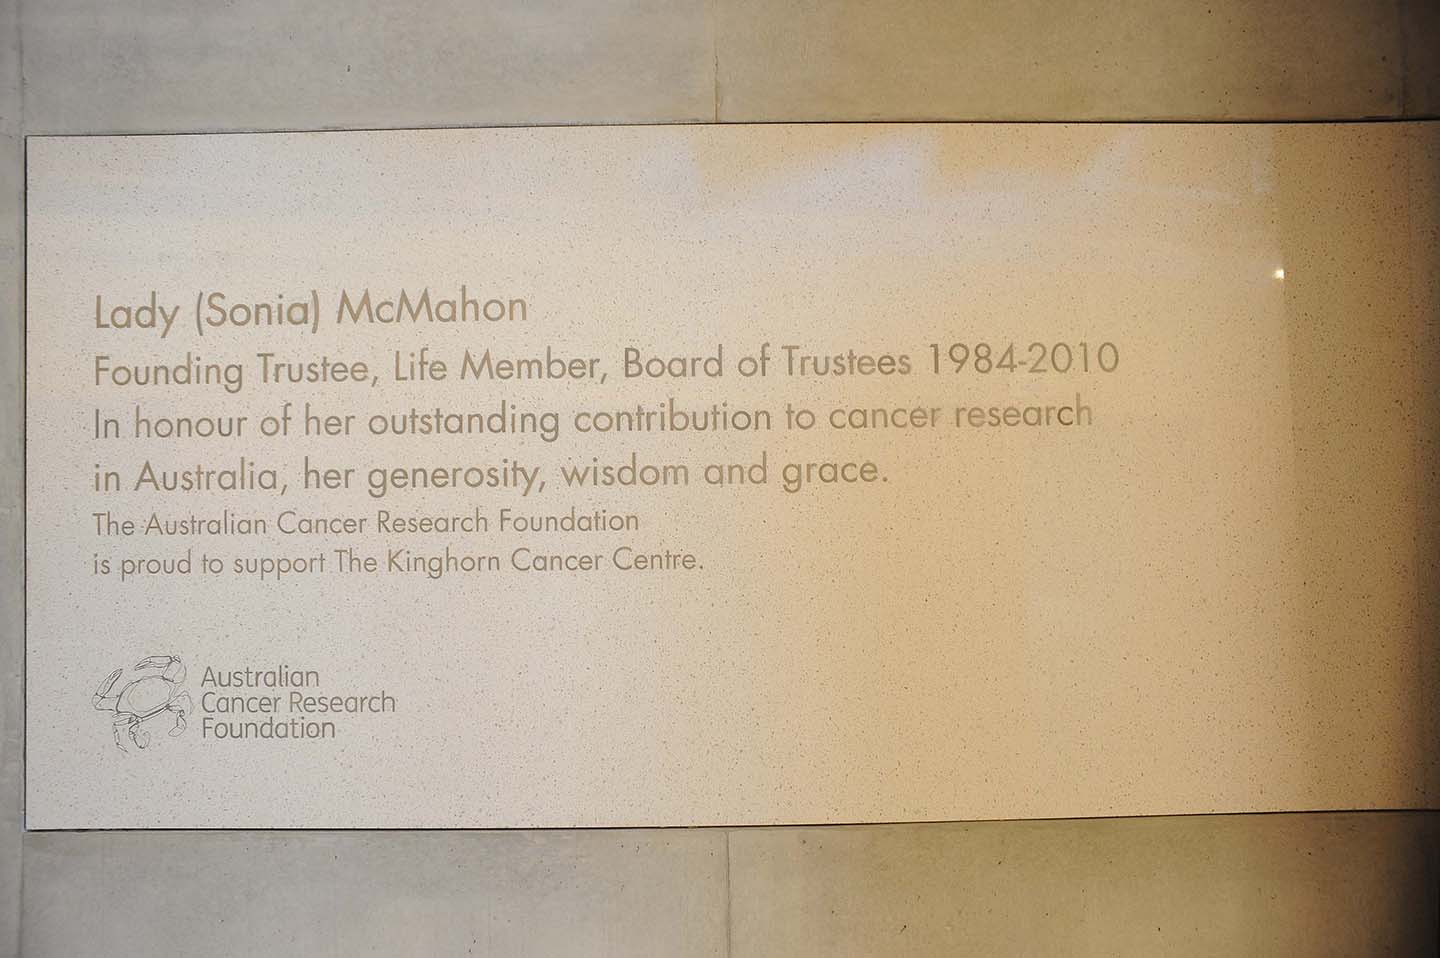 Lady (Sonia) McMahon
Founding Trustee, Life Member, Board of Trustees 1984-2010
In honour of her outstanding contribution to cancer research
in Australia, her generosity, wisdom and grace.
The Australian Cancer Research Foundation
is proud to support The Kinghorn Cancer Centre.
Australian
Cancer Research
Foundation